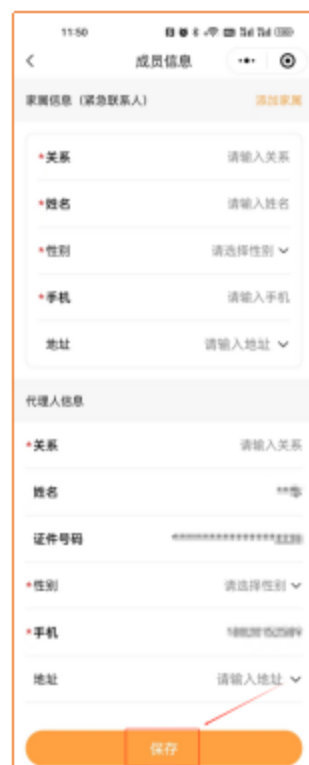 11:50
成员信息
家属信息（紧急联系人） 添加家属
*关系 请输入关系
*姓名 请输入姓名
*性别 请选择性别
*手机 请输入手机
地址 请输入地址
代理人信息
*关系 请输入关系
姓名
证件号码
*性别 请选择性别
*手机
地址 请输入地址
保存